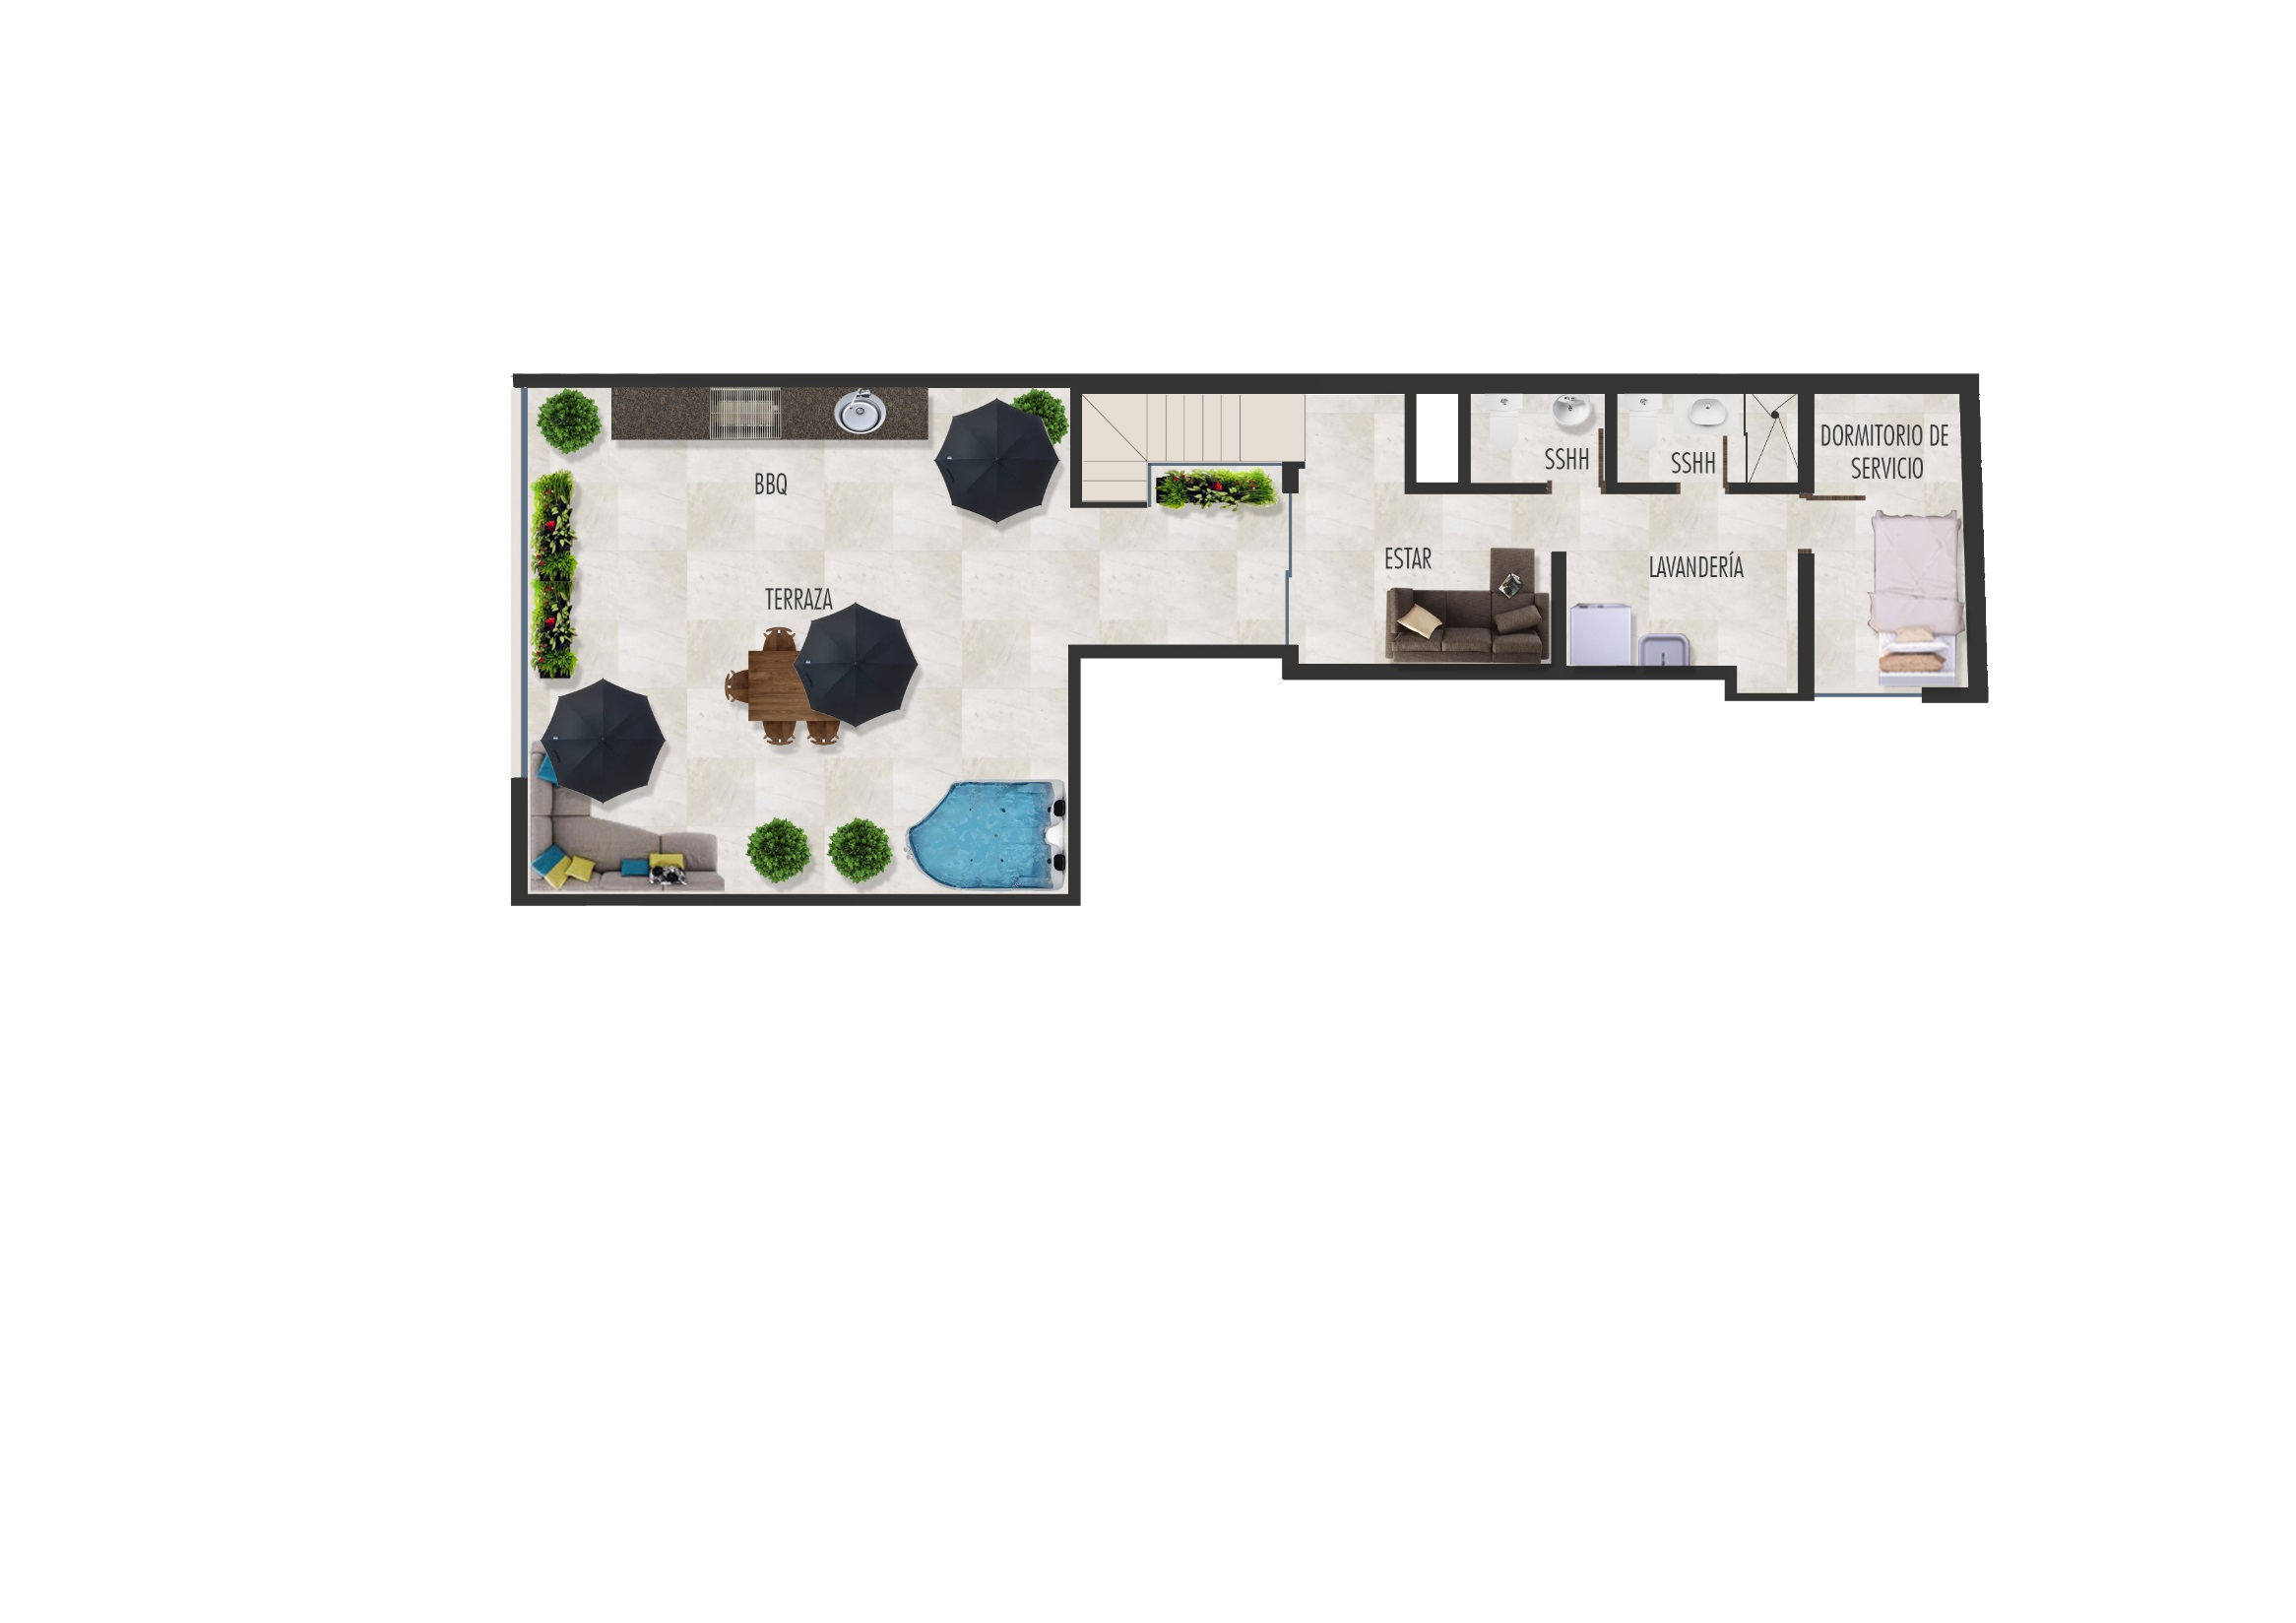 BBQ
TERRAZA
ESTAR
SSHH
SSHH
LAVANDERÍA
DORMITORIO DE
SERVICIO